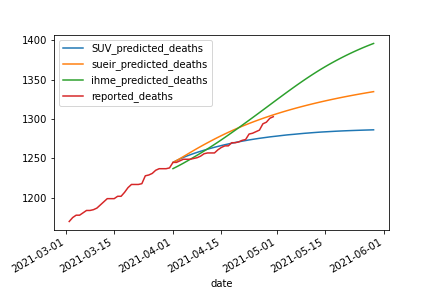 1400
1350
1300
1250
1200
SUV_predicted_deaths
sueir_predicted_deaths
ihme_predicted_deaths
reported_deaths
2021-03-01
2021-03-15
2021-04-01
2021-04-15
2021-05-01
2021-05-15
2021-06-01
date